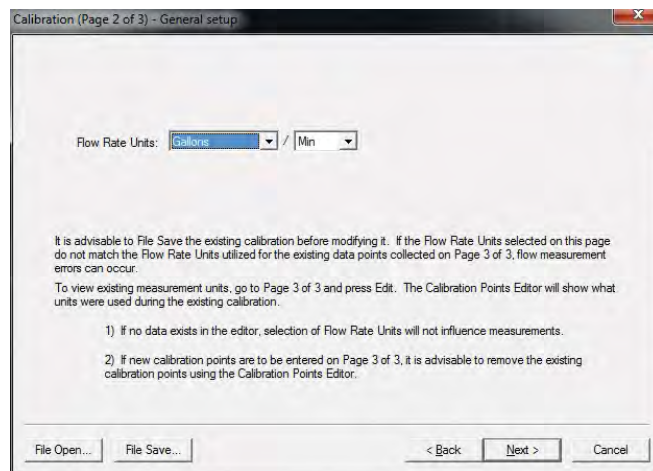 Calibration (Page 2 of 3) - General setup
x
Flow Rate Units: Gallons / Min
It is advisable to File Save the existing calibration before modifying it. If the Flow Rate Units selected on this page
do not match the Flow Rate Units utilized for the existing data points collected on Page 3 of 3, flow measurement
errors can occur.
To view existing measurement units, go to Page 3 of 3 and press Edit. The Calibration Points Editor will show what
units were used during the existing calibration.
1) If no data exists in the editor, selection of Flow Rate Units will not influence measurements.
2) If new calibration points are to be entered on Page 3 of 3, it is advisable to remove the existing
calibration points using the Calibration Points Editor.
File Open... File Save... < Back Next > Cancel